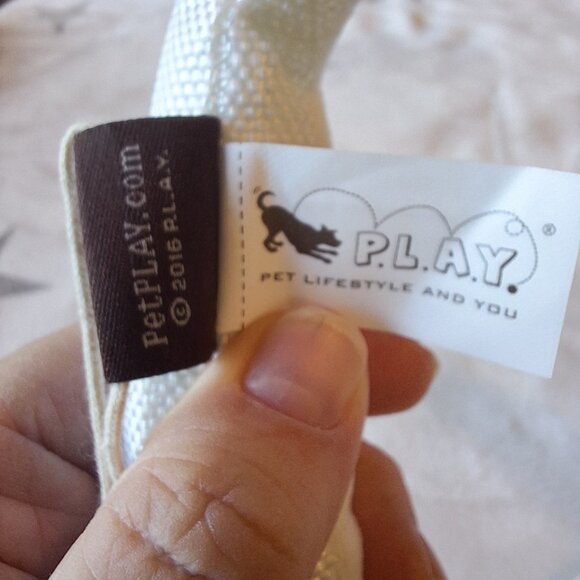 PetPLAY.com
© 2016 P.L.A.Y.
P.L.A.Y.®
PET LIFESTYLE AND YOU